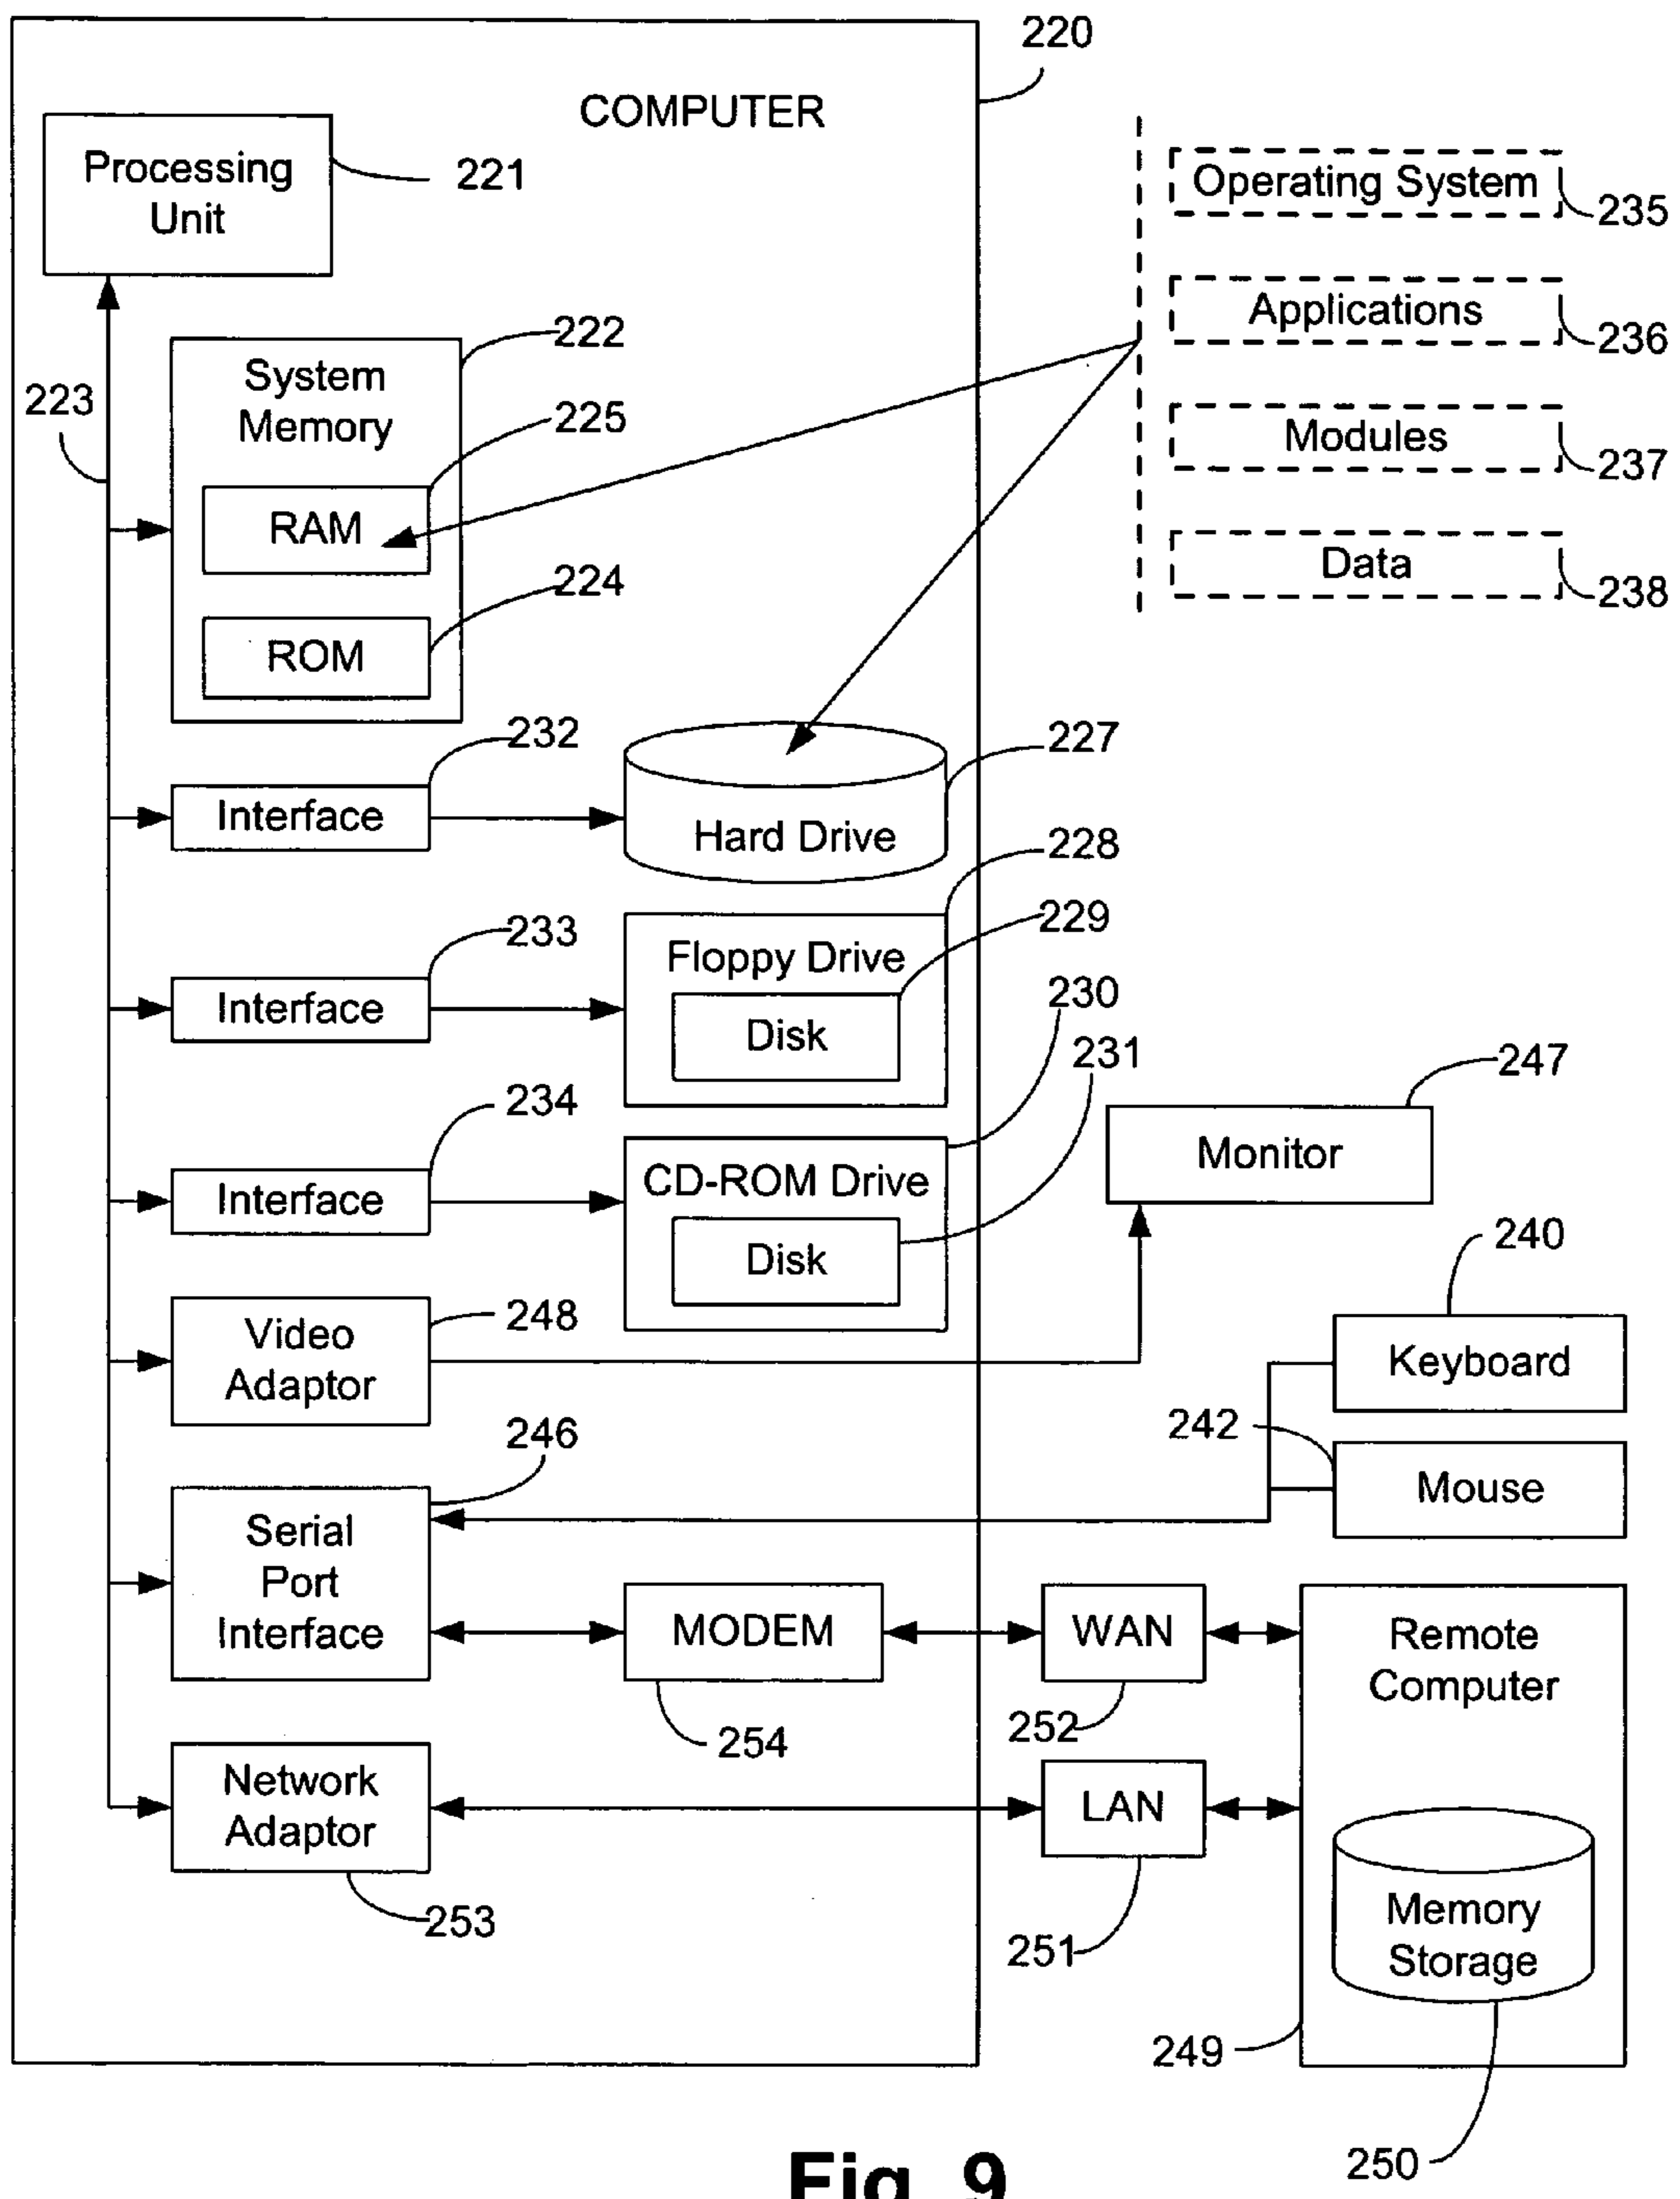 220
COMPUTER
Processing
Unit
221
Operating System
235
Applications
236
Modules
237
Data
238
222
System
Memory
223
225
RAM
224
ROM
232
Interface
227
Hard Drive
228
233
Interface
229
Floppy Drive
Disk
230
231
234
Interface
CD-ROM Drive
Disk
247
Monitor
240
Keyboard
248
Video
Adaptor
242
Mouse
246
Serial
Port
Interface
MODEM
254
WAN
252
Remote
Computer
Network
Adaptor
253
LAN
251
Memory
Storage
249
250
Fig. 9